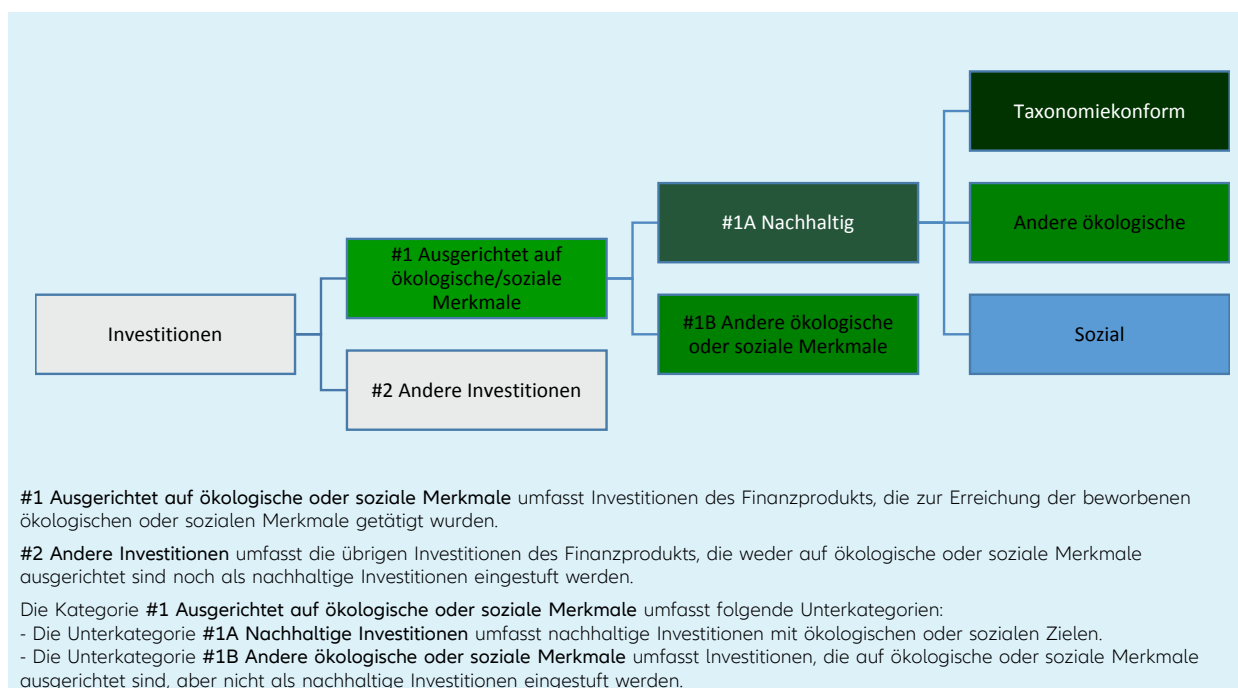 Taxonomiekonform
#1A Nachhaltig
Andere ökologische
#1 Ausgerichtet auf
ökologische/soziale
Merkmale
Investitionen
#1B Andere ökologische
oder soziale Merkmale
Sozial
#2 Andere Investitionen
#1 Ausgerichtet auf ökologische oder soziale Merkmale umfasst Investitionen des Finanzprodukts, die zur Erreichung der beworbenen
ökologischen oder sozialen Merkmale getätigt wurden.
#2 Andere Investitionen umfasst die übrigen Investitionen des Finanzprodukts, die weder auf ökologische oder soziale Merkmale
ausgerichtet sind noch als nachhaltige Investitionen eingestuft werden.
Die Kategorie #1 Ausgerichtet auf ökologische oder soziale Merkmale umfasst folgende Unterkategorien:
- Die Unterkategorie #1A Nachhaltige Investitionen umfasst nachhaltige Investitionen mit ökologischen oder sozialen Zielen.
- Die Unterkategorie #1B Andere ökologische oder soziale Merkmale umfasst Investitionen, die auf ökologische oder soziale Merkmale
ausgerichtet sind, aber nicht als nachhaltige Investitionen eingestuft werden.